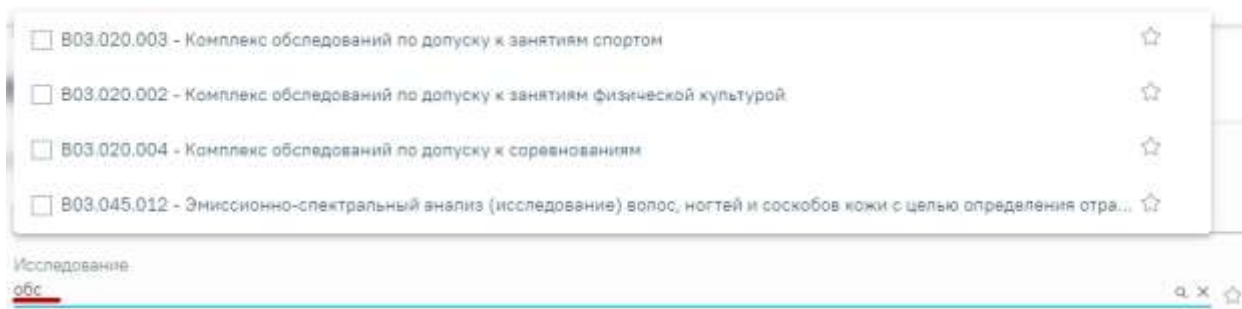 B03.020.003 - Комплекс обследований по допуску к занятиям спортом
B03.020.002 - Комплекс обследований по допуску к занятиям физической культурой
B03.020.004 - Комплекс обследований по допуску к соревнованиям
B03.045.012 - Эмиссионно-спектральный анализ (исследование) волос, ногтей и соскобов кожи с целью определения отра...
Исследование
обс